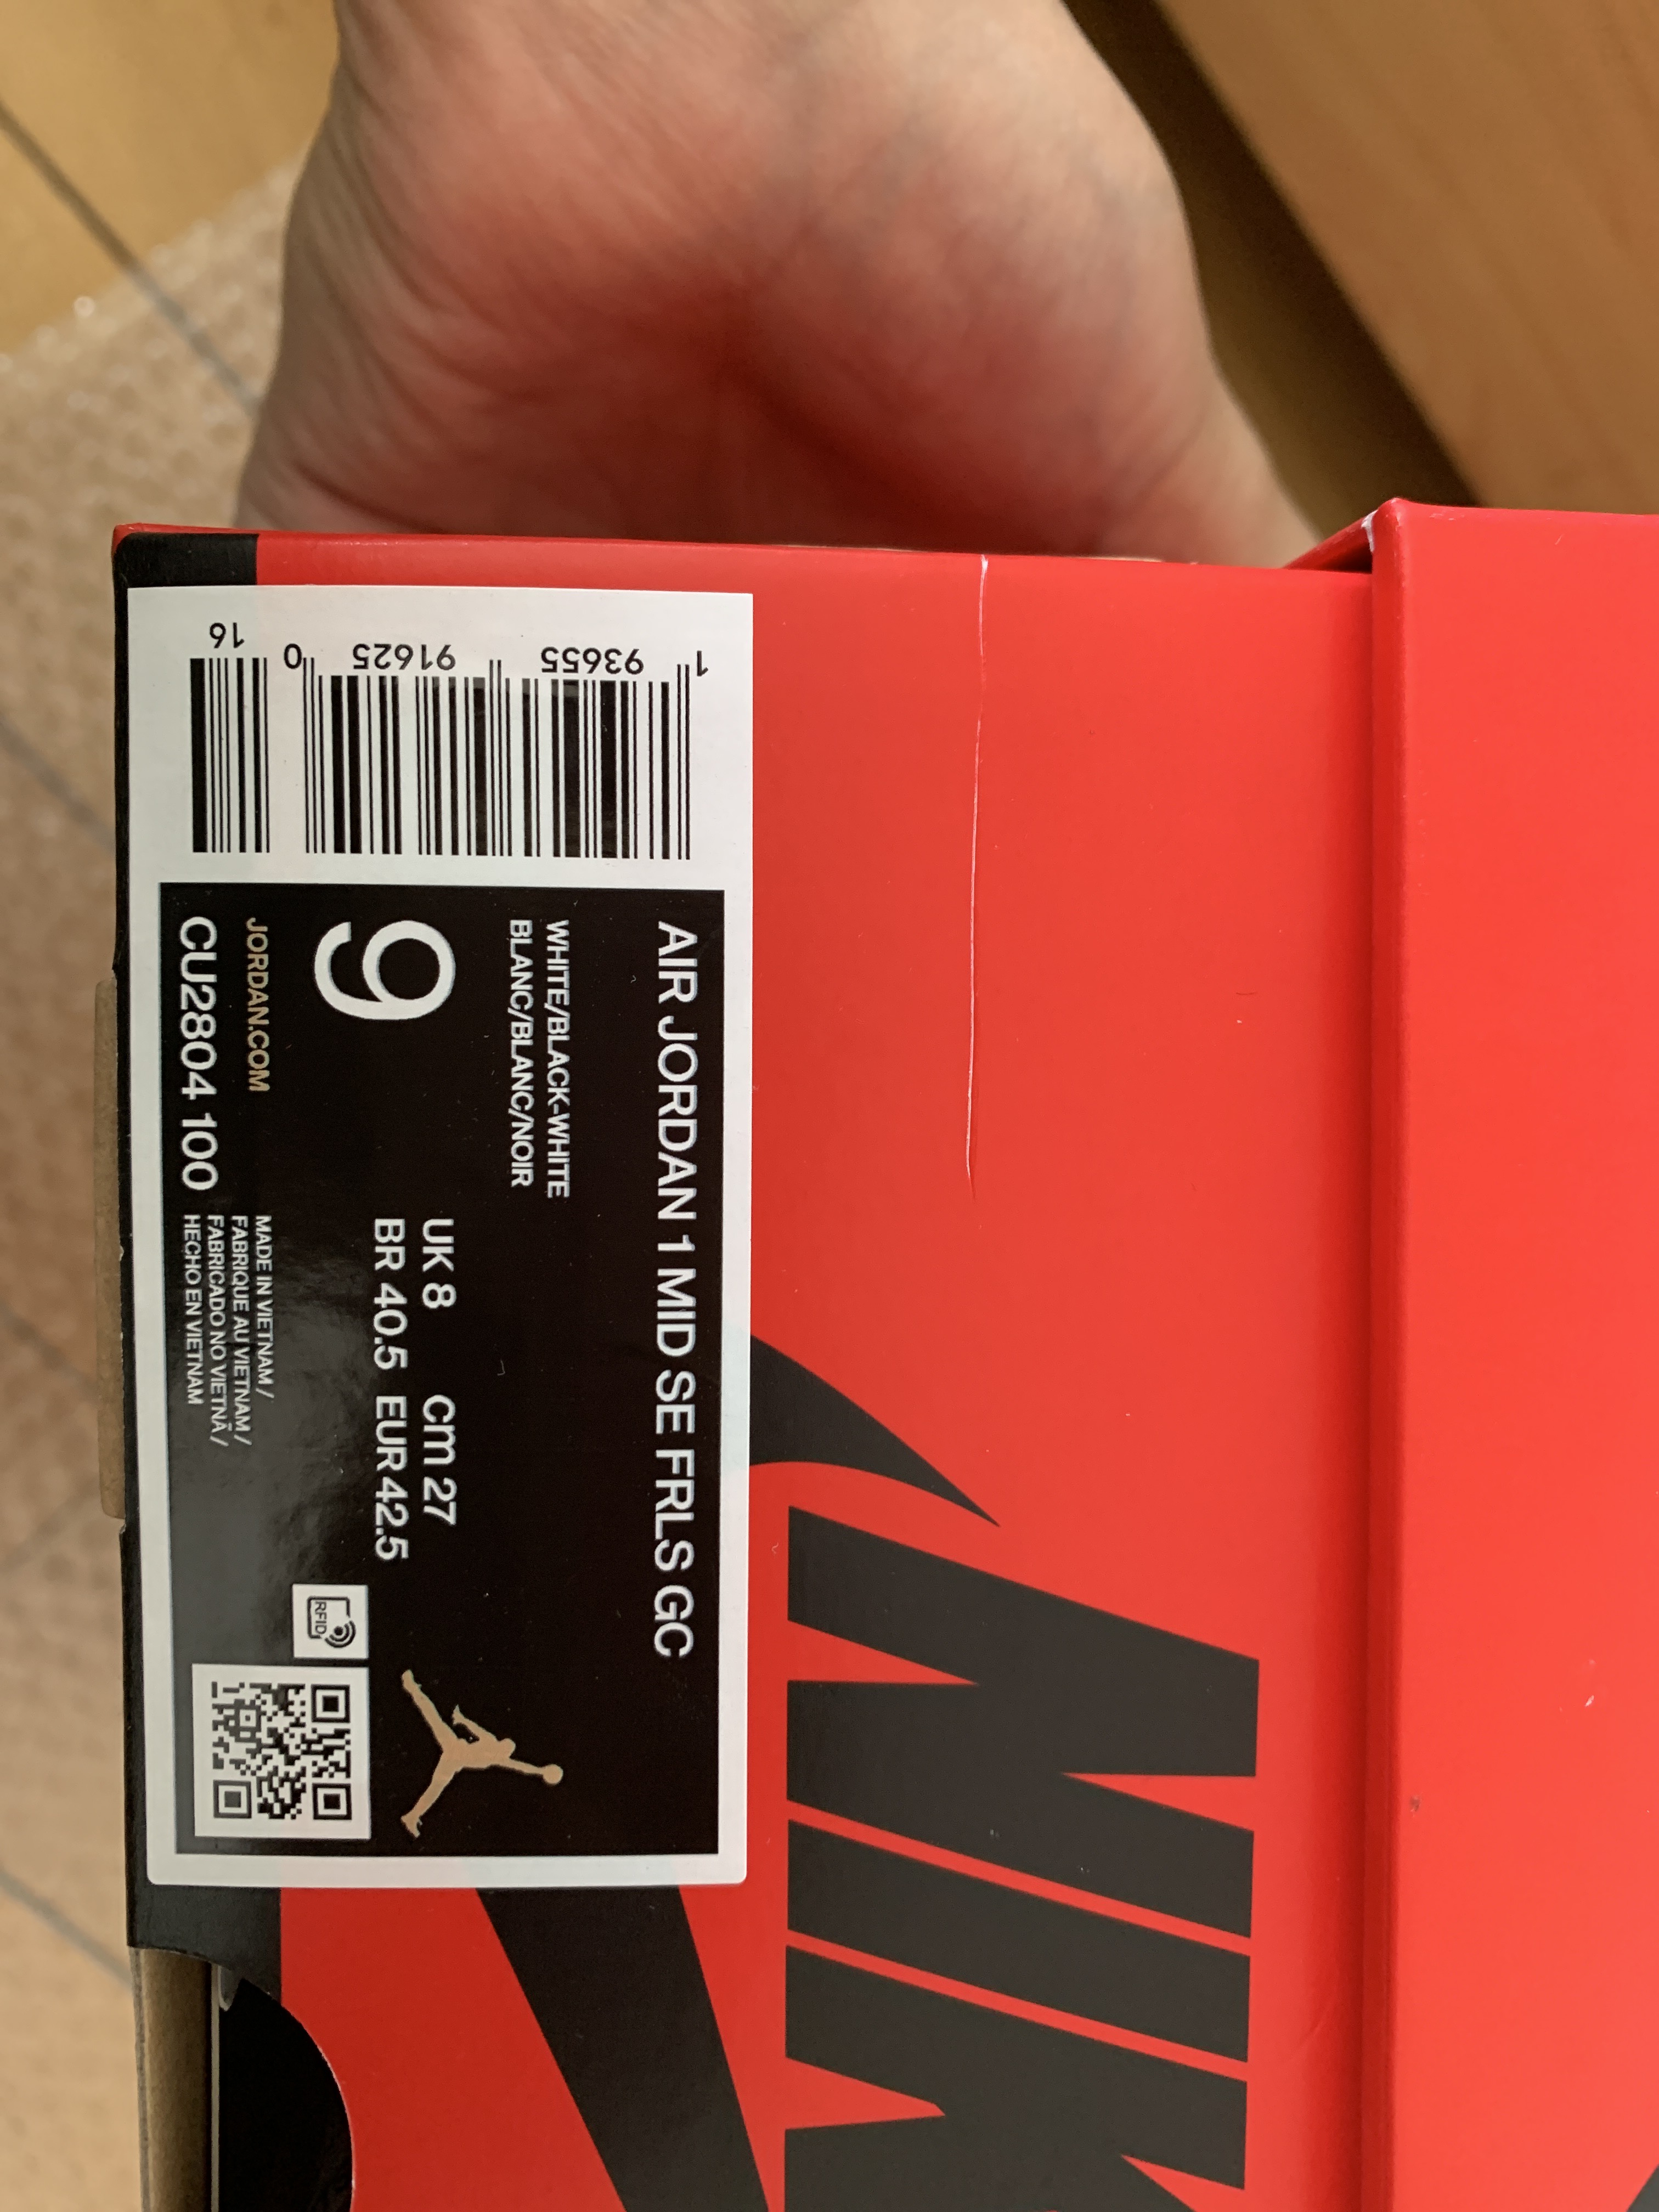 AIR JORDAN 1 MID SE FRLS GC
WHITE/BLACK-WHITE
BLANC/BLANC/NOIR
9
UK 8 cm 27
BR 40.5 EUR 42.5
JORDAN.COM
CU2804 100
MADE IN VIETNAM /
FABRIQUE AU VIETNAM /
FABRICADO NO VIETNÃ /
HECHO EN VIETNAM
RFID
1 93655 91625 0 16